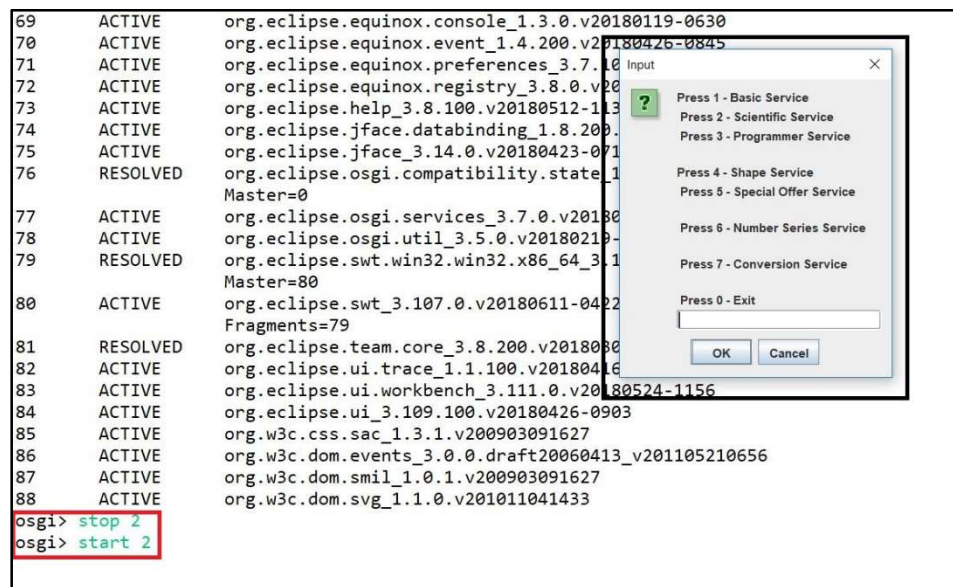 69 ACTIVE org.eclipse.equinox.console_1.3.0.v20180119-0630
70 ACTIVE org.eclipse.equinox.event_1.4.200.v20180426-0845
71 ACTIVE org.eclipse.equinox.preferences_3.7.10
72 ACTIVE org.eclipse.equinox.registry_3.8.0.v20
73 ACTIVE org.eclipse.help_3.8.100.v20180512-113
74 ACTIVE org.eclipse.jface.databinding_1.8.200.
75 ACTIVE org.eclipse.jface_3.14.0.v20180423-071
76 RESOLVED org.eclipse.osgi.compatibility.state_1
Master=0
77 ACTIVE org.eclipse.osgi.services_3.7.0.v20180
78 ACTIVE org.eclipse.osgi.util_3.5.0.v20180219-
79 RESOLVED org.eclipse.swt.win32.win32.x86_64_3.1
Master=80
80 ACTIVE org.eclipse.swt_3.107.0.v20180611-0422
Fragments=79
81 RESOLVED org.eclipse.team.core_3.8.200.v2018030
82 ACTIVE org.eclipse.ui.trace_1.1.100.v20180416
83 ACTIVE org.eclipse.ui.workbench_3.111.0.v20180524-1156
84 ACTIVE org.eclipse.ui_3.109.100.v20180426-0903
85 ACTIVE org.w3c.css.sac_1.3.1.v200903091627
86 ACTIVE org.w3c.dom.events_3.0.0.draft20060413_v201105210656
87 ACTIVE org.w3c.dom.smil_1.0.1.v200903091627
88 ACTIVE org.w3c.dom.svg_1.1.0.v201011041433
osgi> stop 2
osgi> start 2
Input
Press 1 - Basic Service
Press 2 - Scientific Service
Press 3 - Programmer Service
Press 4 - Shape Service
Press 5 - Special Offer Service
Press 6 - Number Series Service
Press 7 - Conversion Service
Press 0 - Exit
OK Cancel